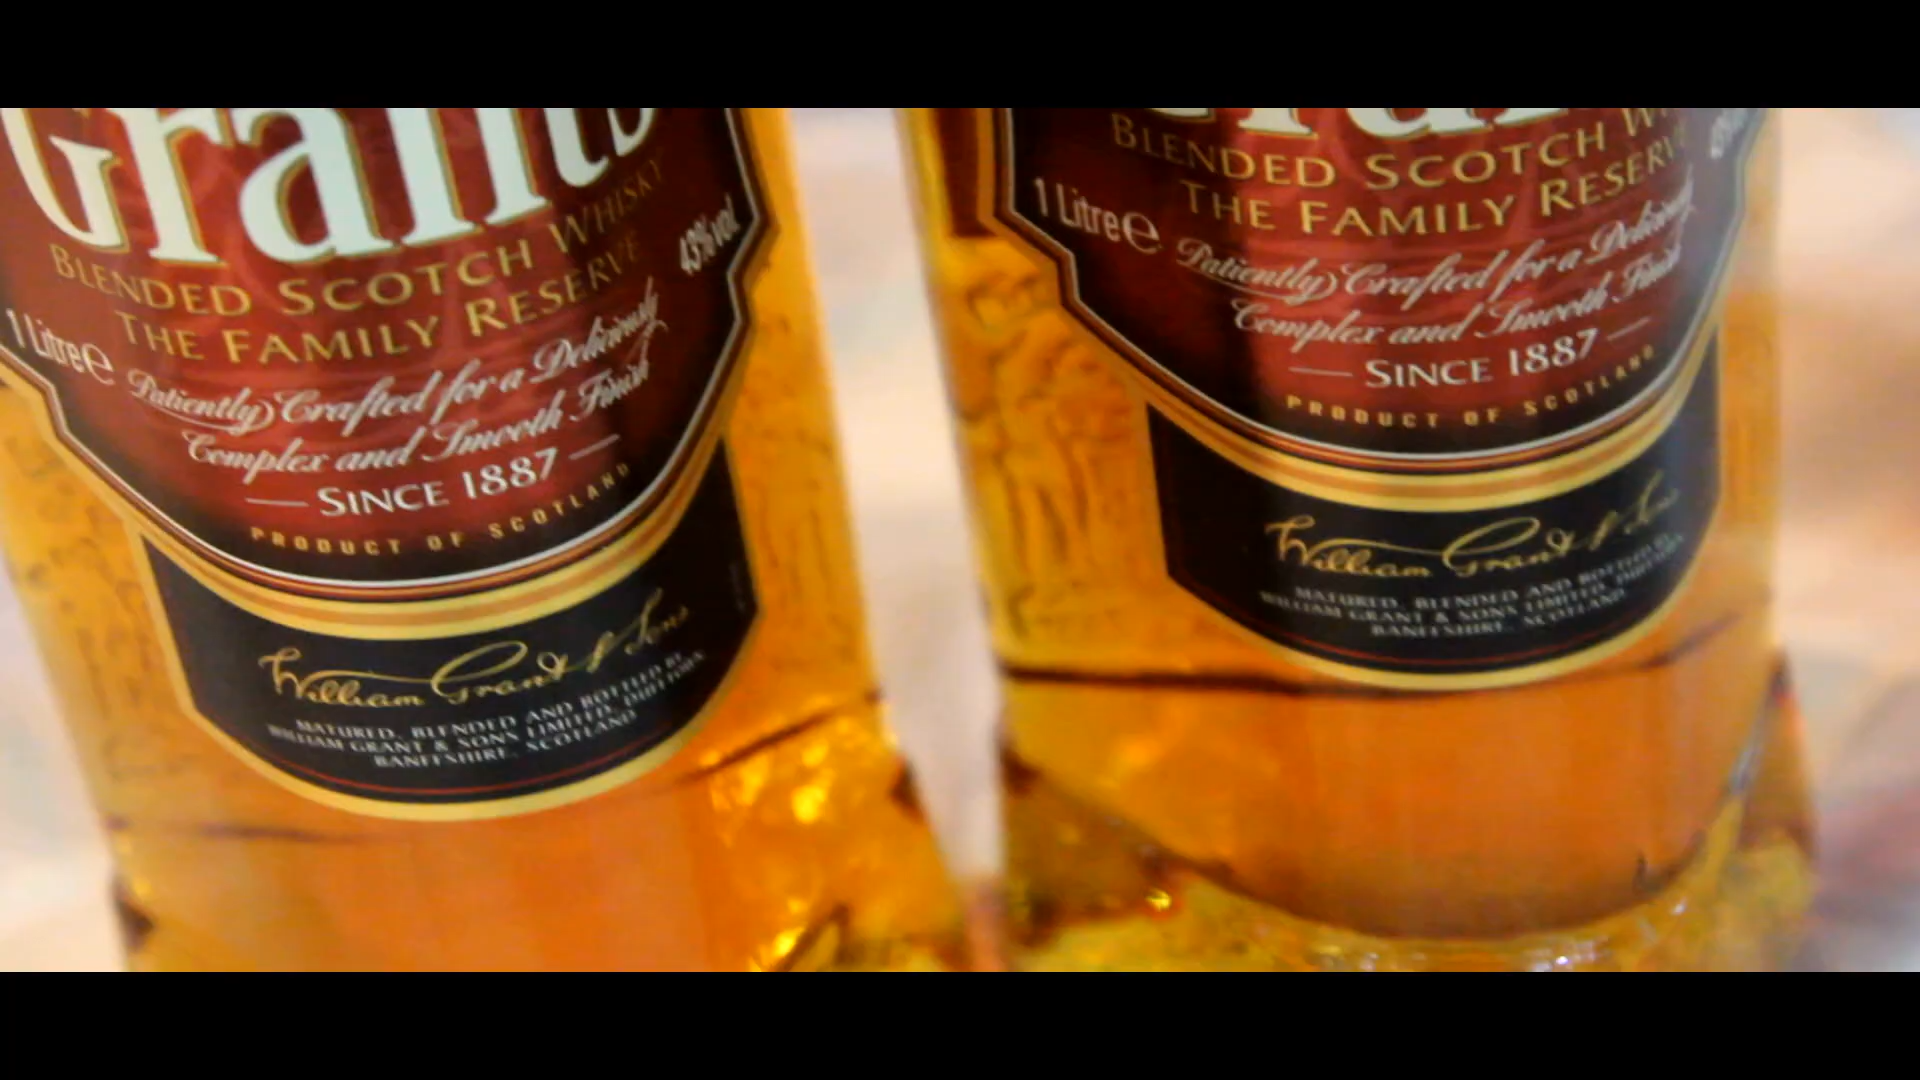 Grant's
BLENDED SCOTCH WHISKY
THE FAMILY RESERVE
43% vol
1 Litre e
Patiently Crafted for a Deliciously
Complex and Smooth Finish
SINCE 1887
PRODUCT OF SCOTLAND
William Grant & Sons
MATURED, BLENDED AND BOTTLED BY
WILLIAM GRANT & SONS LIMITED, DUFFTOWN,
BANFFSHIRE, SCOTLAND
BLENDED SCOTCH
THE FAMILY RESERVE
1 Litre e
Patiently Crafted for a Deliciously
Complex and Smooth Finish
SINCE 1887
PRODUCT OF SCOTLAND
William Grant & Sons
MATURED, BLENDED AND BOTTLED BY
WILLIAM GRANT & SONS LIMITED, DUFFTOWN,
BANFFSHIRE, SCOTLAND